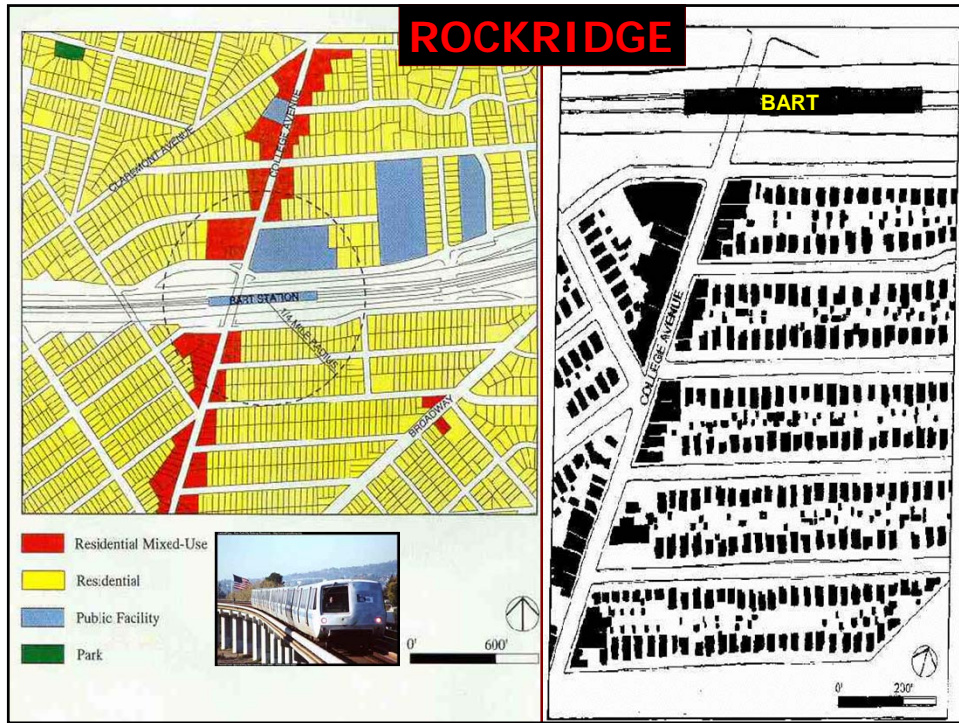 ROCKRIDGE
CLAREMONT AVENUE
COLLEGE AVENUE
BART STATION
1/4 MILE RADIUS
BROADWAY
Residential Mixed-Use
Residential
Public Facility
Park
0'
600'
BART
COLLEGE AVENUE
0'
200'